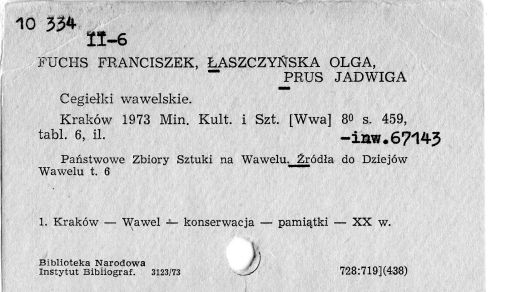 10 334
II-6
FUCHS FRANCISZEK, ŁASZCZYŃSKA OLGA,
PRUS JADWIGA
Cegiełki wawelskie.
Kraków 1973 Min. Kult. i Szt. [Wwa] 8⁰ s. 459,
tabl. 6, il.
-inw.67143
Państwowe Zbiory Sztuki na Wawelu. Źródła do Dziejów
Wawelu t. 6
1. Kraków — Wawel — konserwacja — pamiątki — XX w.
Biblioteka Narodowa
Instytut Bibliograf. 3123/73 728:719](438)